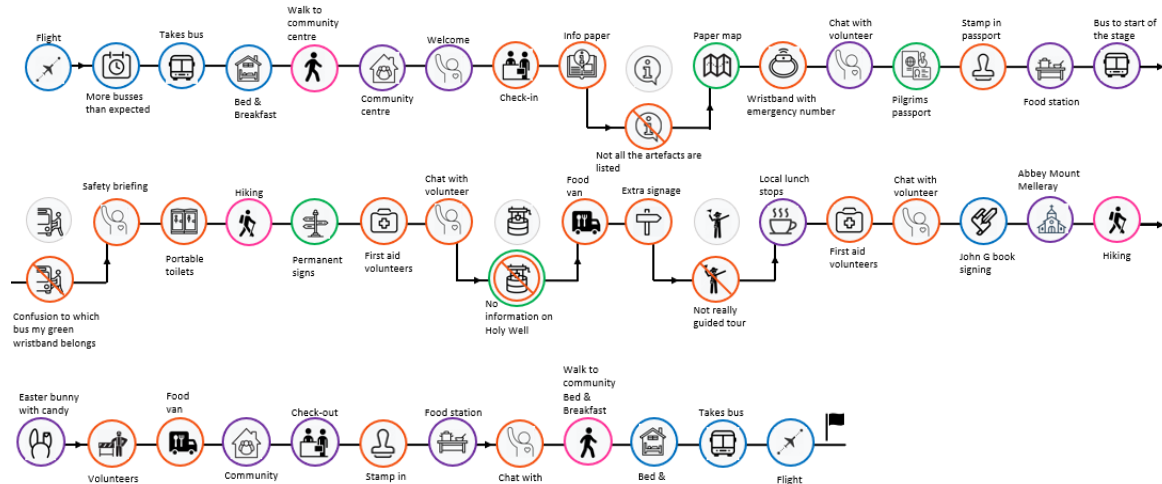 Flight
More busses
than expected
Takes bus
Bed &
Breakfast
Walk to
community
centre
Community
centre
Welcome
Check-in
Info paper
Not all the artefacts are
listed
Paper map
Wristband with
emergency number
Chat with
volunteer
Pilgrims
passport
Stamp in
passport
Food station
Bus to start of
the stage
Confusion to which
bus my green
wristband belongs
Safety briefing
Portable
toilets
Hiking
Permanent
signs
First aid
volunteers
Chat with
volunteer
No
information on
Holy Well
Food
van
Extra signage
Not really
guided tour
Local lunch
stops
First aid
volunteers
Chat with
volunteer
John G book
signing
Abbey Mount
Melleray
Hiking
Easter bunny
with candy
Volunteers
Food
van
Community
Check-out
Stamp in
Food station
Chat with
Walk to
community
Bed &
Breakfast
Bed &
Takes bus
Flight